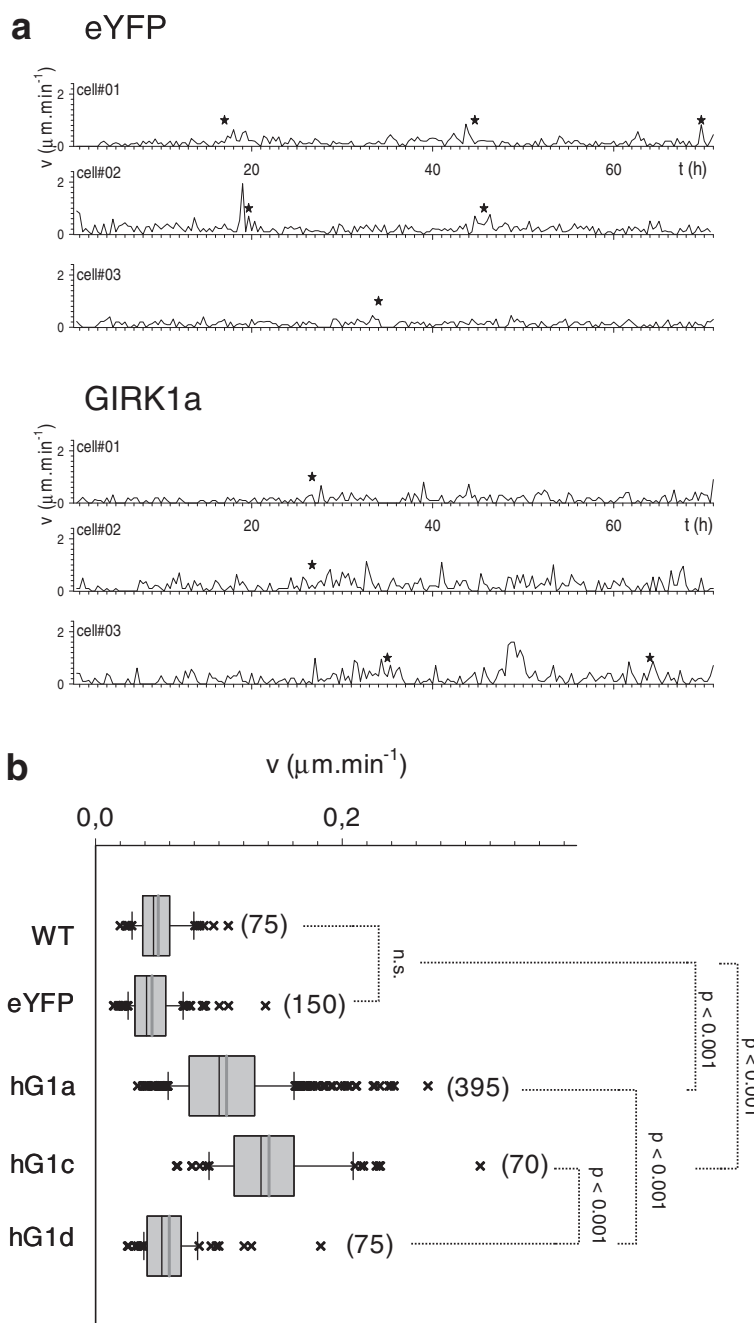 a eYFP
v (μm.min-1)
cell#01
2
0
20 40 60 t (h)
cell#02
2
0
cell#03
2
0
GIRK1a
v (μm.min-1)
cell#01
2
0
20 40 60 t (h)
cell#02
2
0
cell#03
2
0
b v (μm.min-1)
0,0 0,2
WT (75)
n.s.
eYFP (150)
p < 0.001
p < 0.001
hG1a (395)
hG1c (70)
p < 0.001
p < 0.001
hG1d (75)